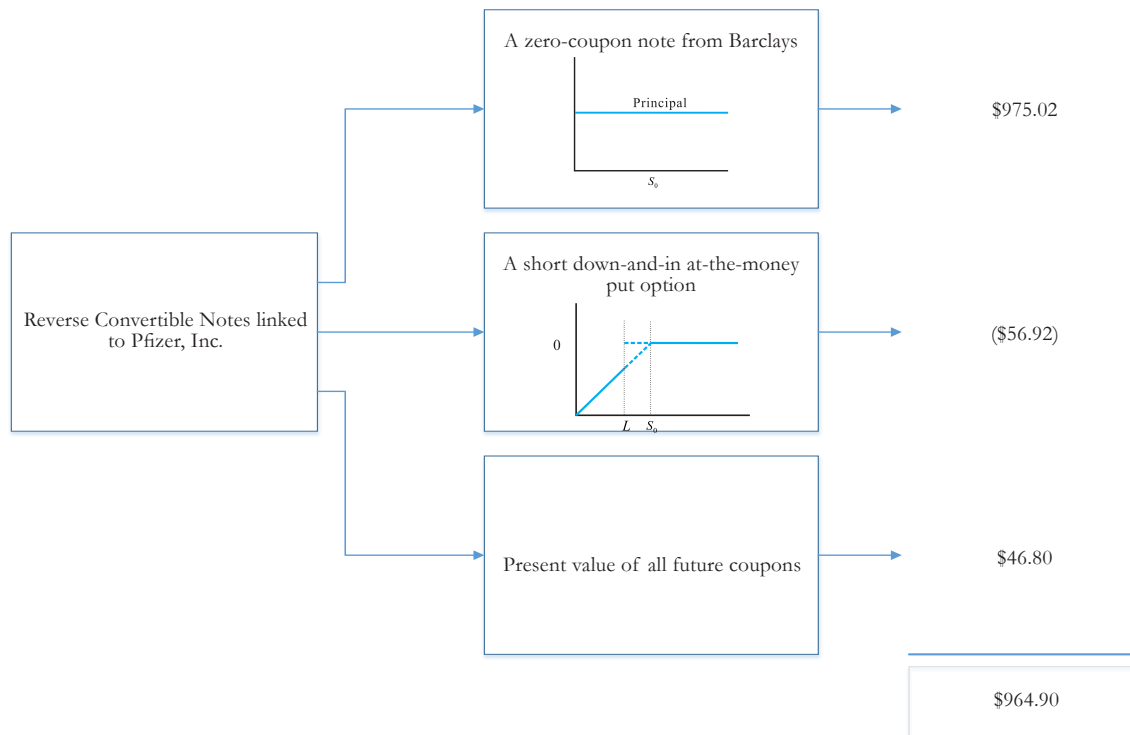 A zero-coupon note from Barclays
Principal
S₀
$975.02
Reverse Convertible Notes linked
to Pfizer, Inc.
A short down-and-in at-the-money
put option
0
L S₀
($56.92)
Present value of all future coupons
$46.80
$964.90